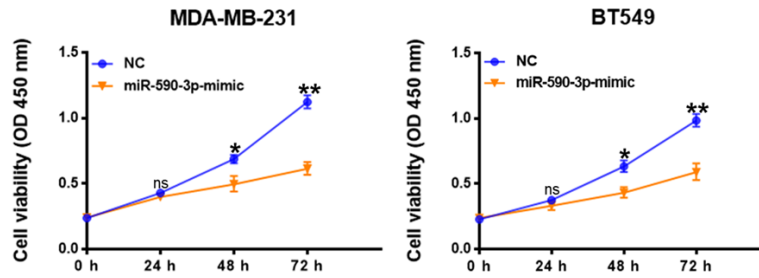 MDA-MB-231
Cell viability (OD 450 nm)
1.5
1.0
0.5
0.0
NC
miR-590-3p-mimic
ns
*
**
0 h 24 h 48 h 72 h
BT549
Cell viability (OD 450 nm)
1.5
1.0
0.5
0.0
NC
miR-590-3p-mimic
ns
*
**
0 h 24 h 48 h 72 h